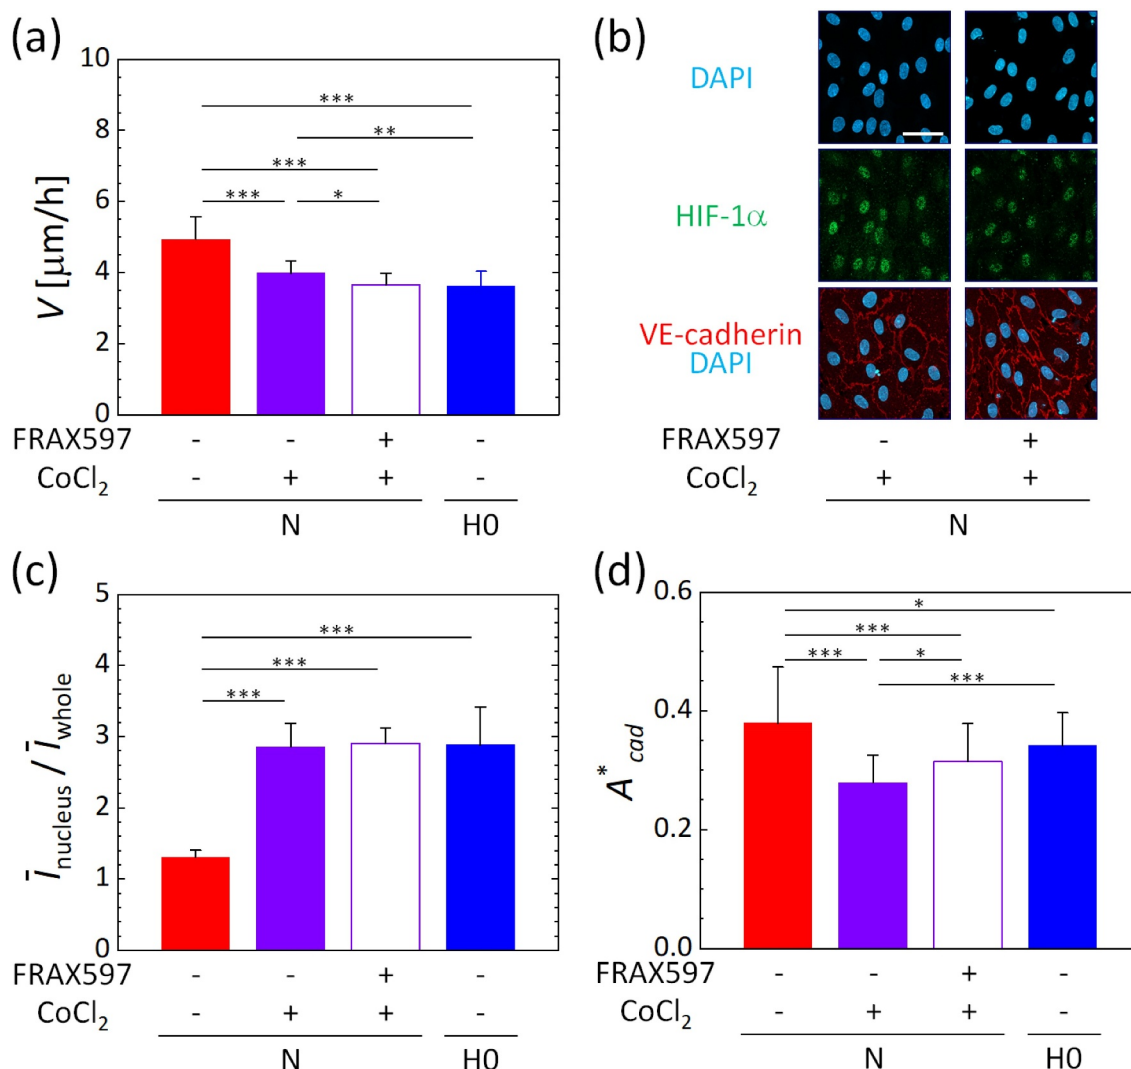 (a)
10
8
6
4
2
0
V [μm/h]
***
**
***
*** *
FRAX597 - - + -
CoCl2 - + + -
N H0
(b)
DAPI
HIF-1α
VE-cadherin
DAPI
FRAX597 - +
CoCl2 + +
N
(c)
5
4
3
2
1
0
Ī nucleus / Ī whole
***
***
***
FRAX597 - - + -
CoCl2 - + + -
N H0
(d)
0.6
0.4
0.2
0.0
A*cad
*
***
*** *
***
FRAX597 - - + -
CoCl2 - + + -
N H0